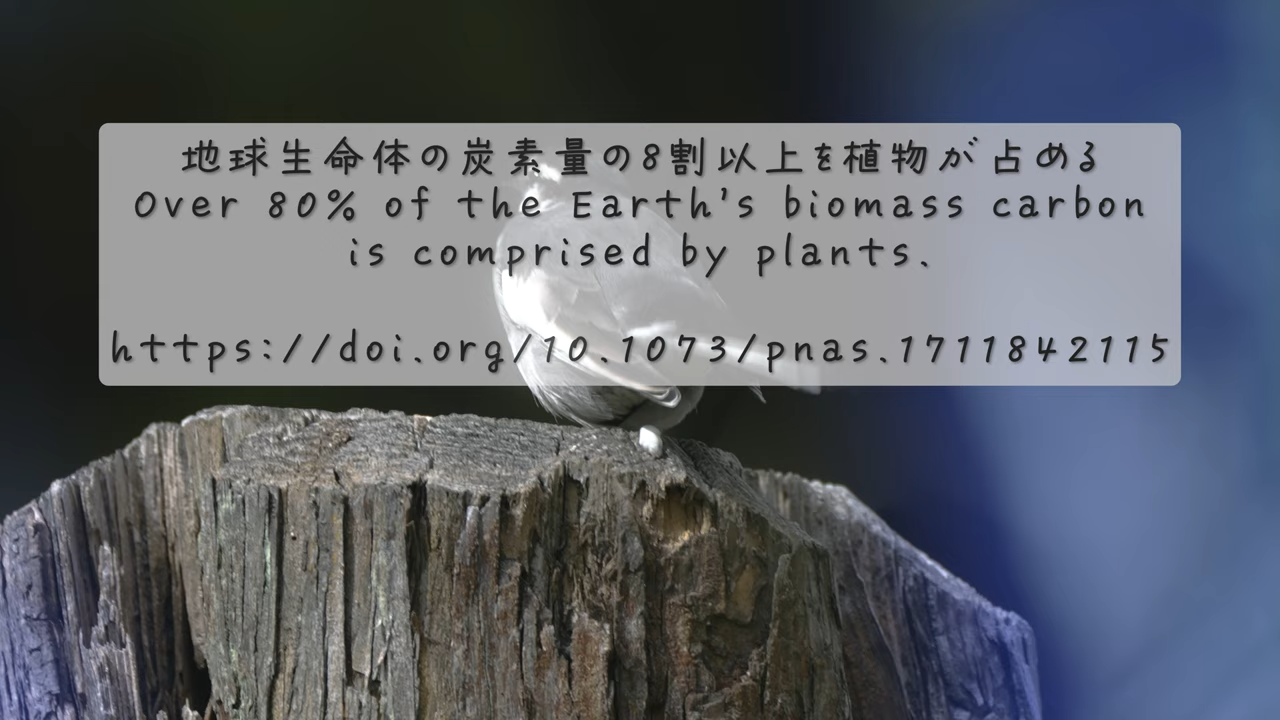 地球生命体の炭素量の8割以上を植物が占める
Over 80% of the Earth's biomass carbon
is comprised by plants.
https://doi.org/10.1073/pnas.1711842115